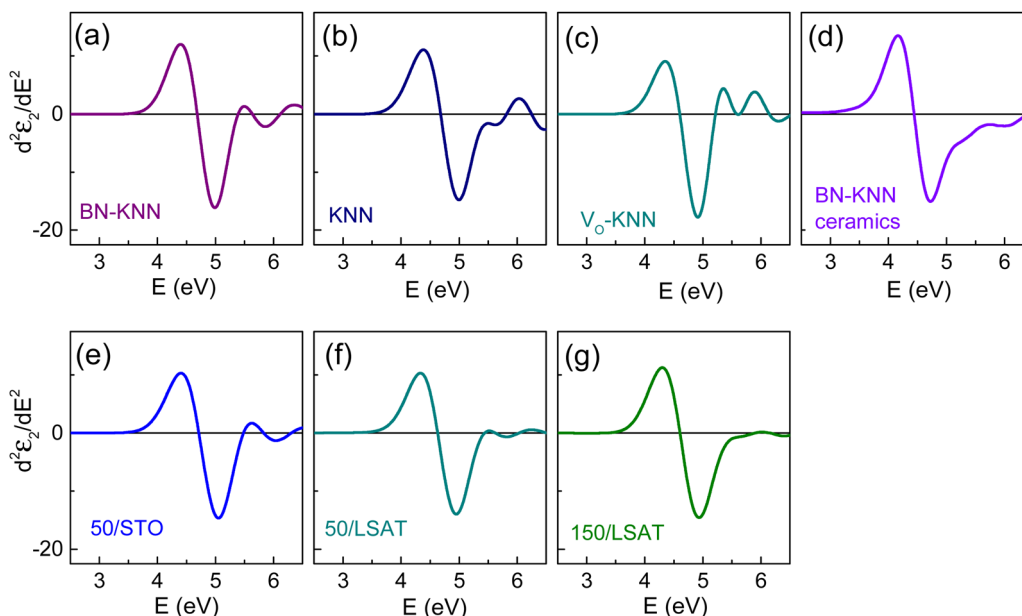 (a) (b) (c) (d)
0
-20
d²ε₂/dE²
BN-KNN
KNN
V₀-KNN
BN-KNN
ceramics
3 4 5 6 3 4 5 6 3 4 5 6 3 4 5 6
E (eV) E (eV) E (eV) E (eV)
(e) (f) (g)
0
-20
d²ε₂/dE²
50/STO
50/LSAT
150/LSAT
3 4 5 6 3 4 5 6 3 4 5 6
E (eV) E (eV) E (eV)